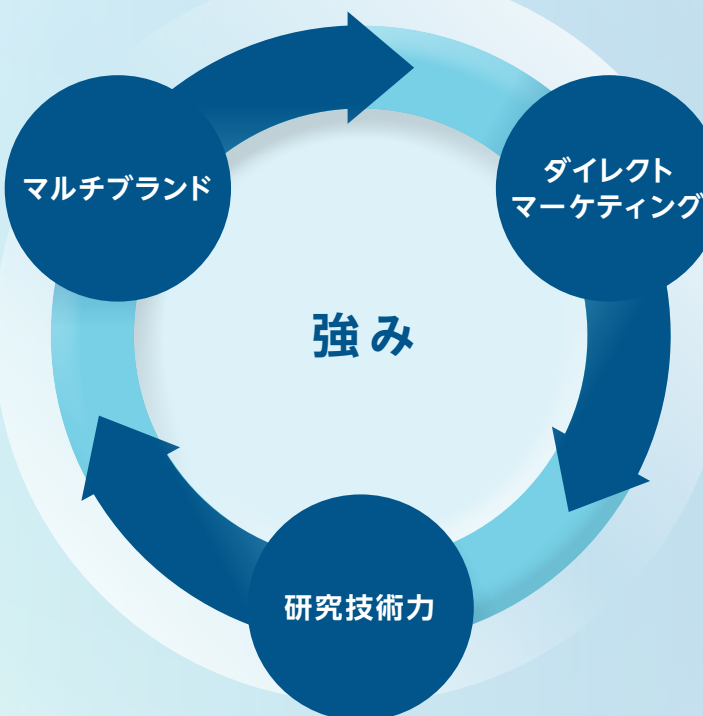 マルチブランド
ダイレクト
マーケティング
強み
研究技術力